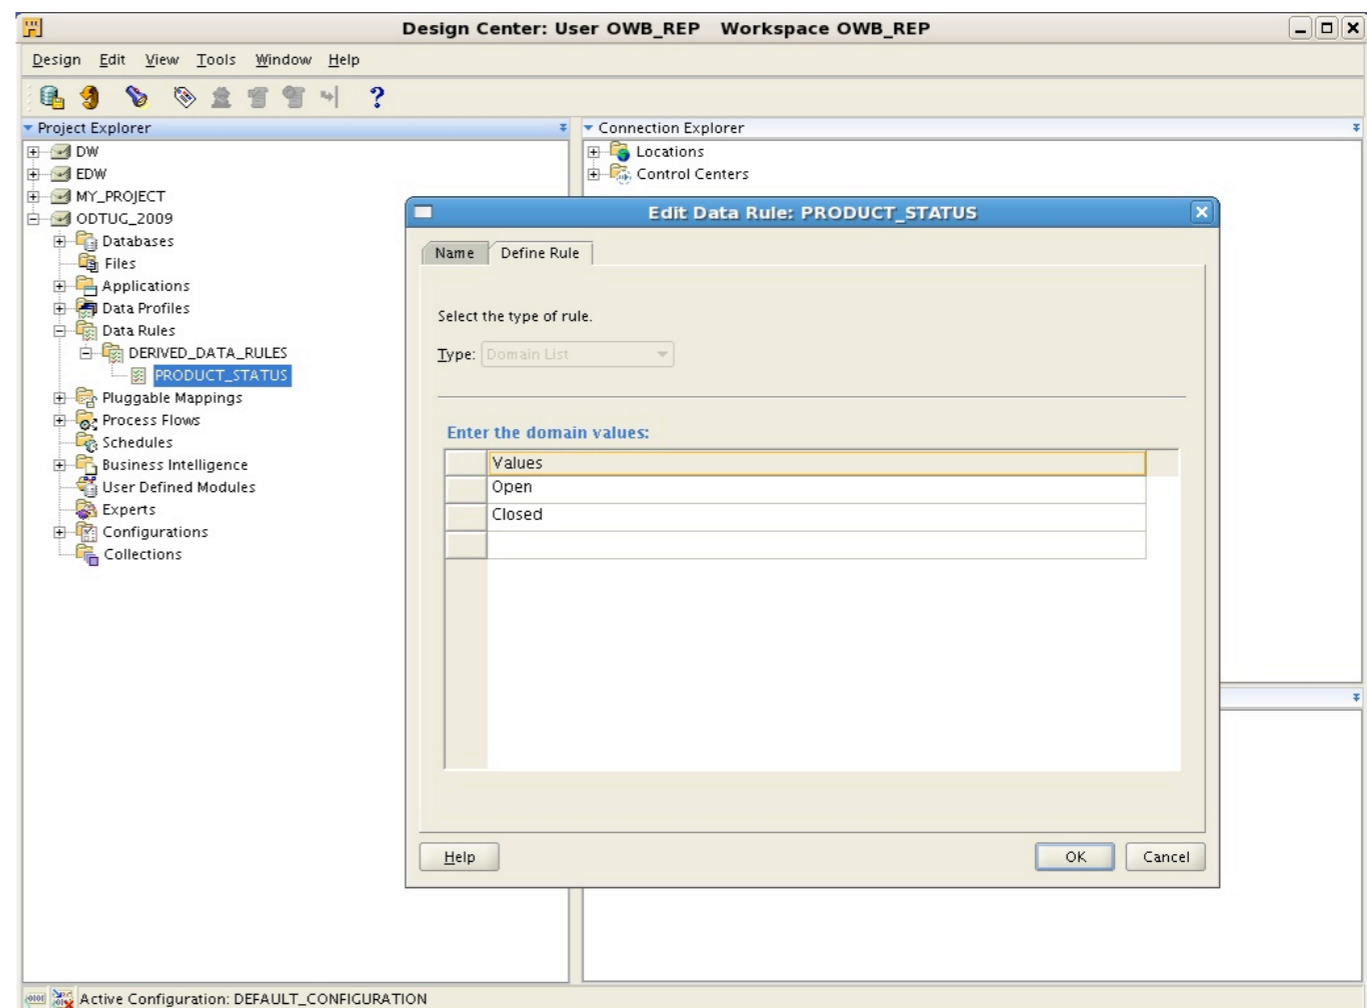 Design Center: User OWB_REP Workspace OWB_REP
Design Edit View Tools Window Help
Project Explorer
DW
EDW
MY_PROJECT
ODTUG_2009
Databases
Files
Applications
Data Profiles
Data Rules
DERIVED_DATA_RULES
PRODUCT_STATUS
Pluggable Mappings
Process Flows
Schedules
Business Intelligence
User Defined Modules
Experts
Configurations
Collections
Connection Explorer
Locations
Control Centers
Edit Data Rule: PRODUCT_STATUS
Name Define Rule
Select the type of rule.
Type: Domain List
Enter the domain values:
Values
Open
Closed
Help OK Cancel
Active Configuration: DEFAULT_CONFIGURATION